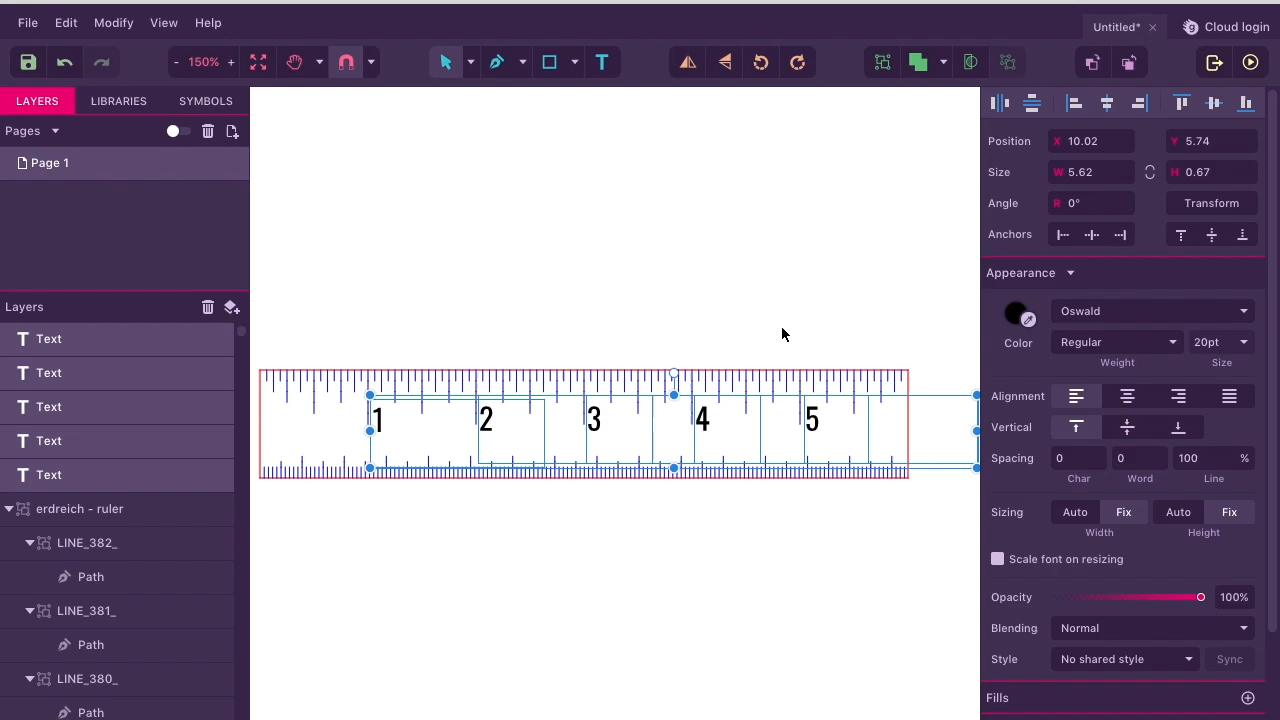 File Edit Modify View Help
Untitled* ×
Cloud login
- 150% +
LAYERS LIBRARIES SYMBOLS
Pages
Page 1
Layers
Text
Text
Text
Text
Text
erdreich - ruler
LINE_382_
Path
LINE_381_
Path
LINE_380_
Path
1 2 3 4 5
Position X 10.02 Y 5.74
Size W 5.62 H 0.67
Angle R 0° Transform
Anchors
Appearance
Color
Oswald
Regular 20pt
Weight Size
Alignment
Vertical
Spacing 0 0 100 %
Char Word Line
Sizing Auto Fix Auto Fix
Width Height
Scale font on resizing
Opacity 100%
Blending Normal
Style No shared style Sync
Fills